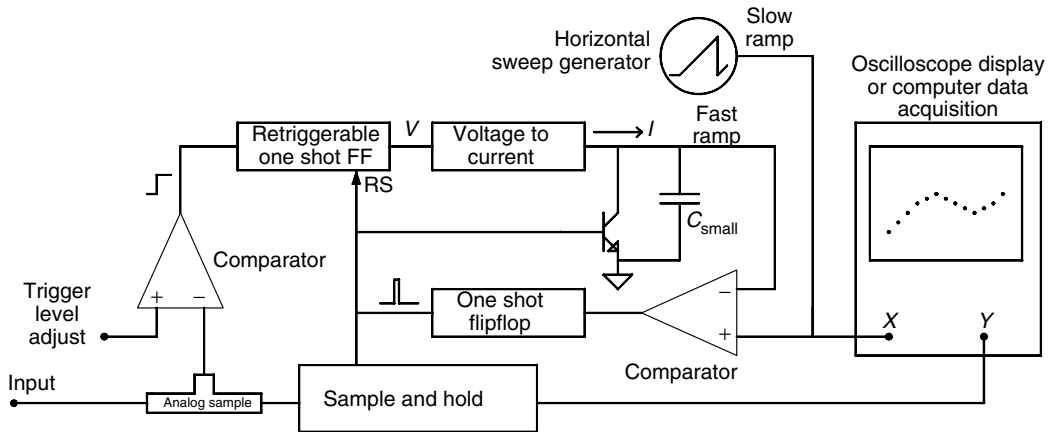 Slow
ramp
Horizontal
sweep generator
Oscilloscope display
or computer data
acquisition
Fast
ramp
Retriggerable
one shot FF
V
Voltage to
current
I
RS
C small
Comparator
Trigger
level
adjust
+ −
One shot
flipflop
−
+
X
Y
Comparator
Input
Analog sample
Sample and hold